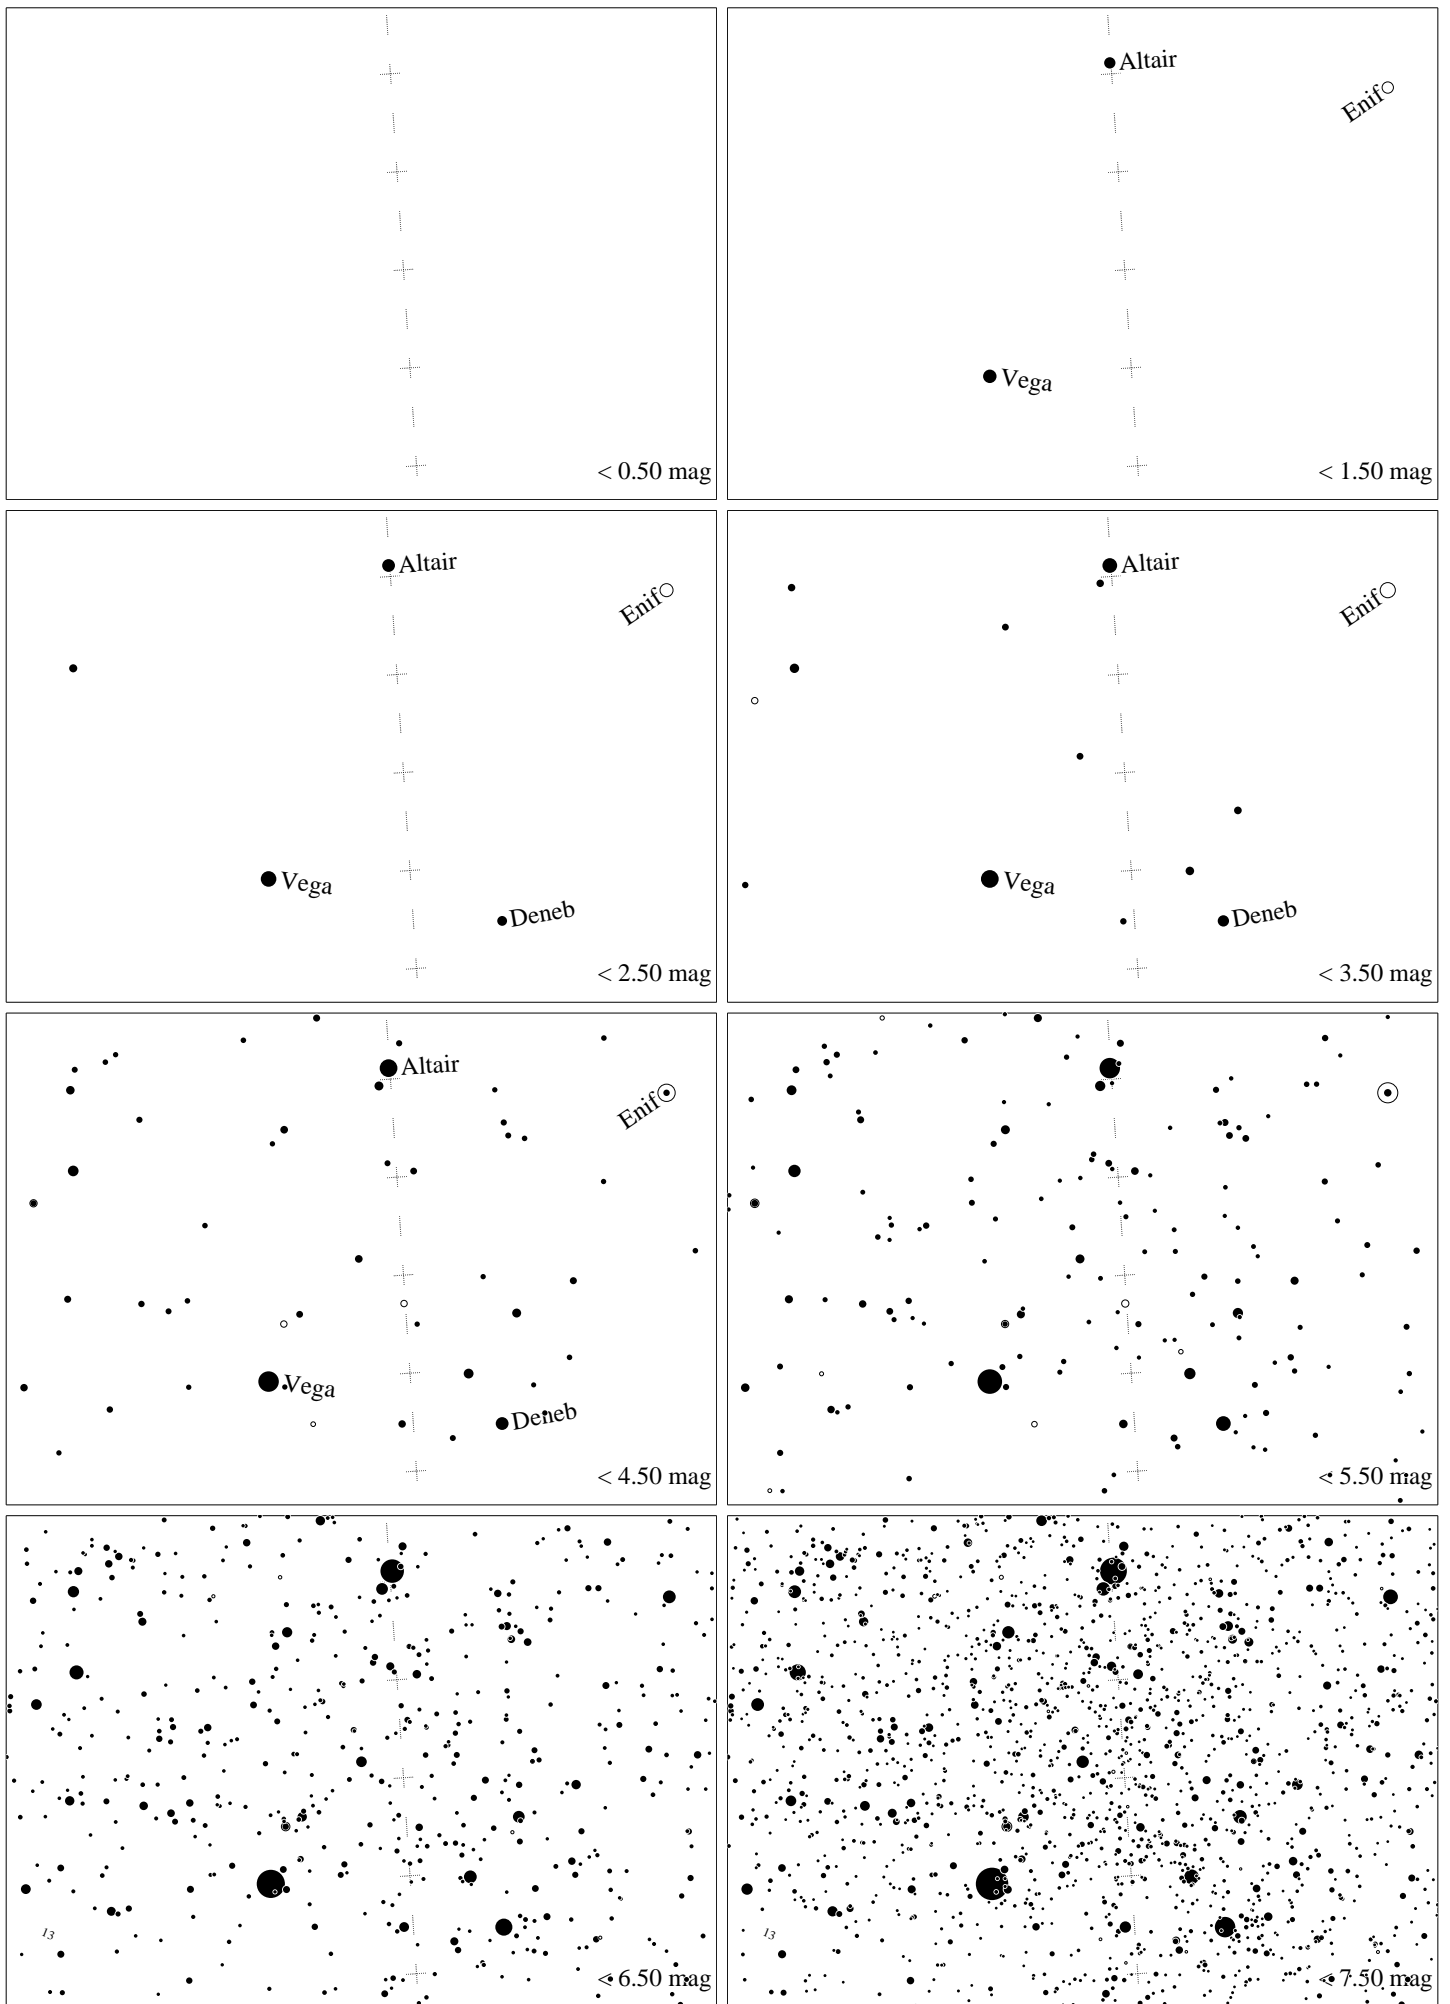 < 0.50 mag
Altair
Enif
Vega
< 1.50 mag
Altair
Enif
Vega
Deneb
< 2.50 mag
Altair
Enif
Vega
Deneb
< 3.50 mag
Altair
Enif
Vega
Deneb
< 4.50 mag
< 5.50 mag
13
< 6.50 mag
13
< 7.50 mag